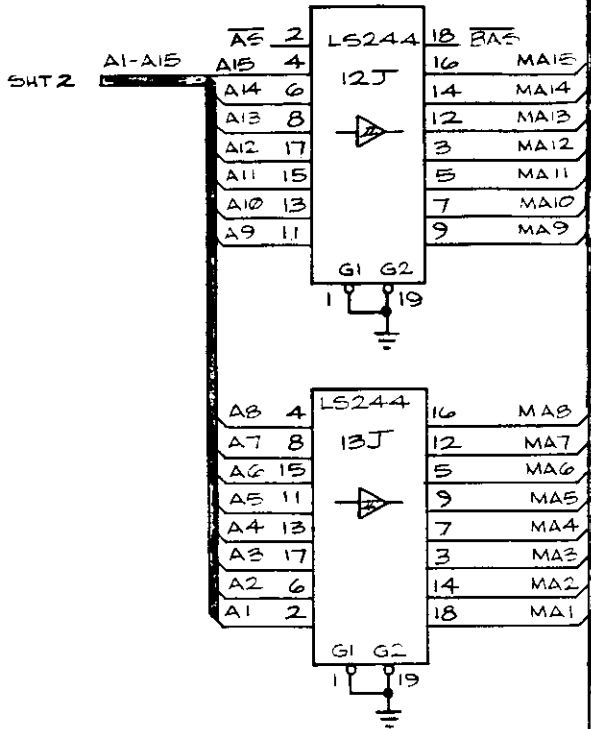 AS 2 LS244 18 BAS
SHT 2 A1-A15 A15 4 12J 16 MA15
A14 6 14 MA14
A13 8 12 MA13
A12 17 3 MA12
A11 15 5 MA11
A10 13 7 MA10
A9 11 9 MA9
G1 G2
1 19
LS244
A8 4 16 MA8
A7 8 13J 12 MA7
A6 15 5 MA6
A5 11 9 MA5
A4 13 7 MA4
A3 17 3 MA3
A2 6 14 MA2
A1 2 18 MA1
G1 G2
1 19